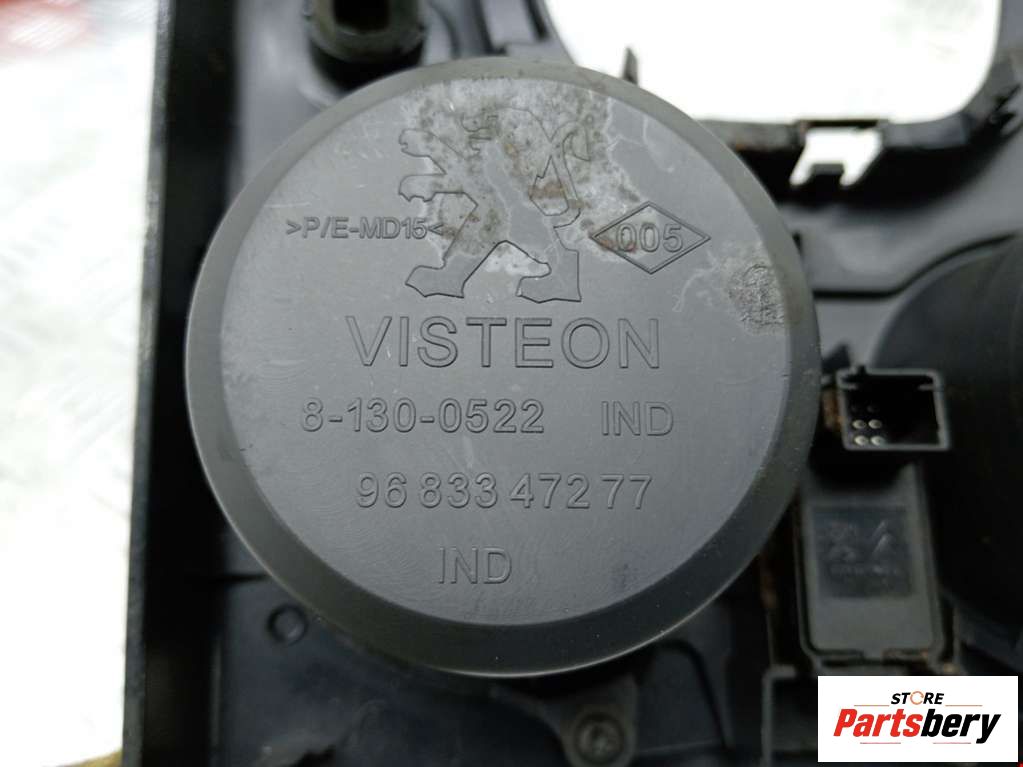 >P/E-MD15<
005
VISTEON
8-130-0522 IND
96 833 472 77
IND
STORE
Partsbery